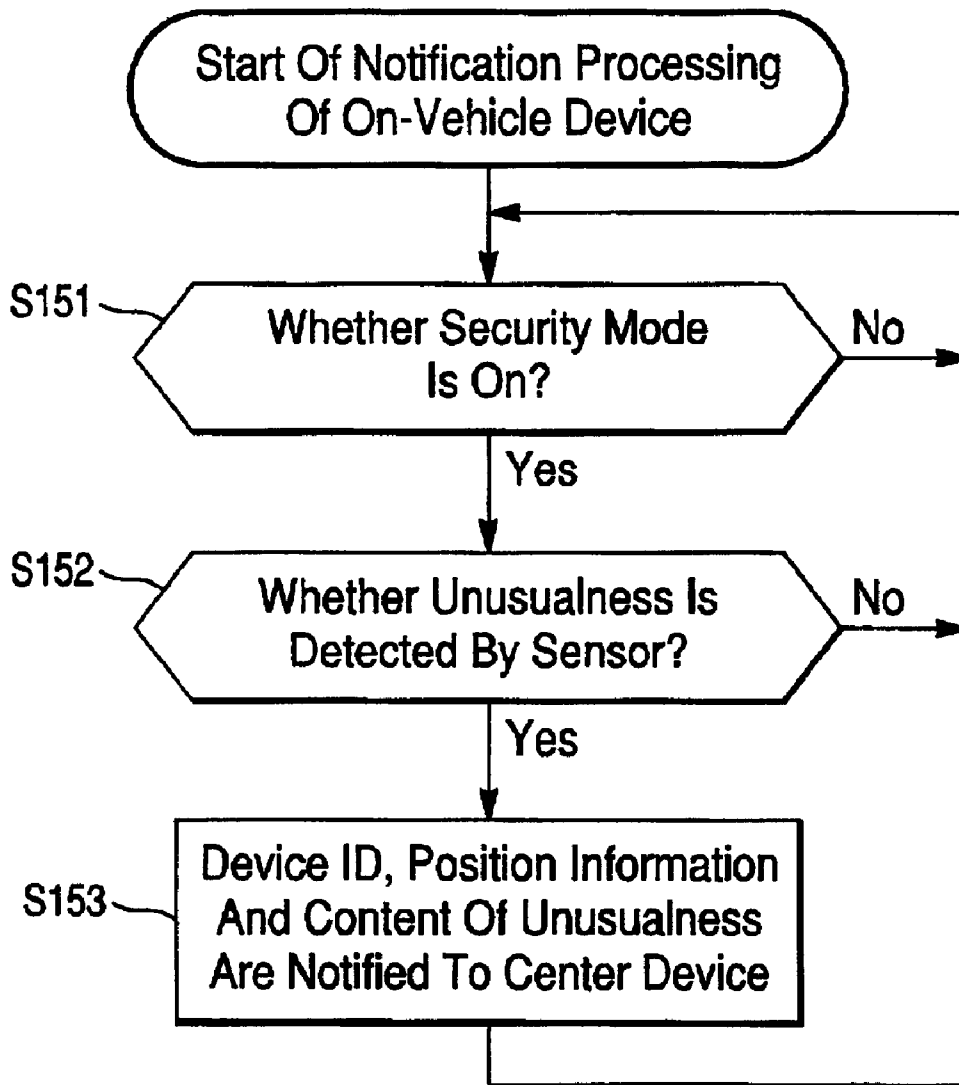 Start Of Notification Processing
Of On-Vehicle Device
S151
Whether Security Mode
Is On?
No
Yes
S152
Whether Unusualness Is
Detected By Sensor?
No
Yes
S153
Device ID, Position Information
And Content Of Unusualness
Are Notified To Center Device